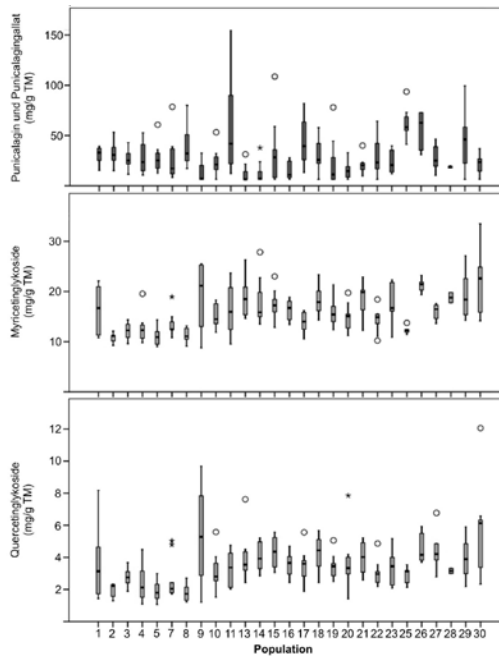 Punicalagin und Punicalagingallat
(mg/g TM)
150
100
50
Myricetinglykoside
(mg/g TM)
30
20
10
Quercetinglykoside
(mg/g TM)
12
10
8
6
4
2
1 2 3 4 5 6 7 8 9 10 11 12 13 14 15 16 17 18 19 20 21 22 23 24 25 26 27 28 29 30
Population